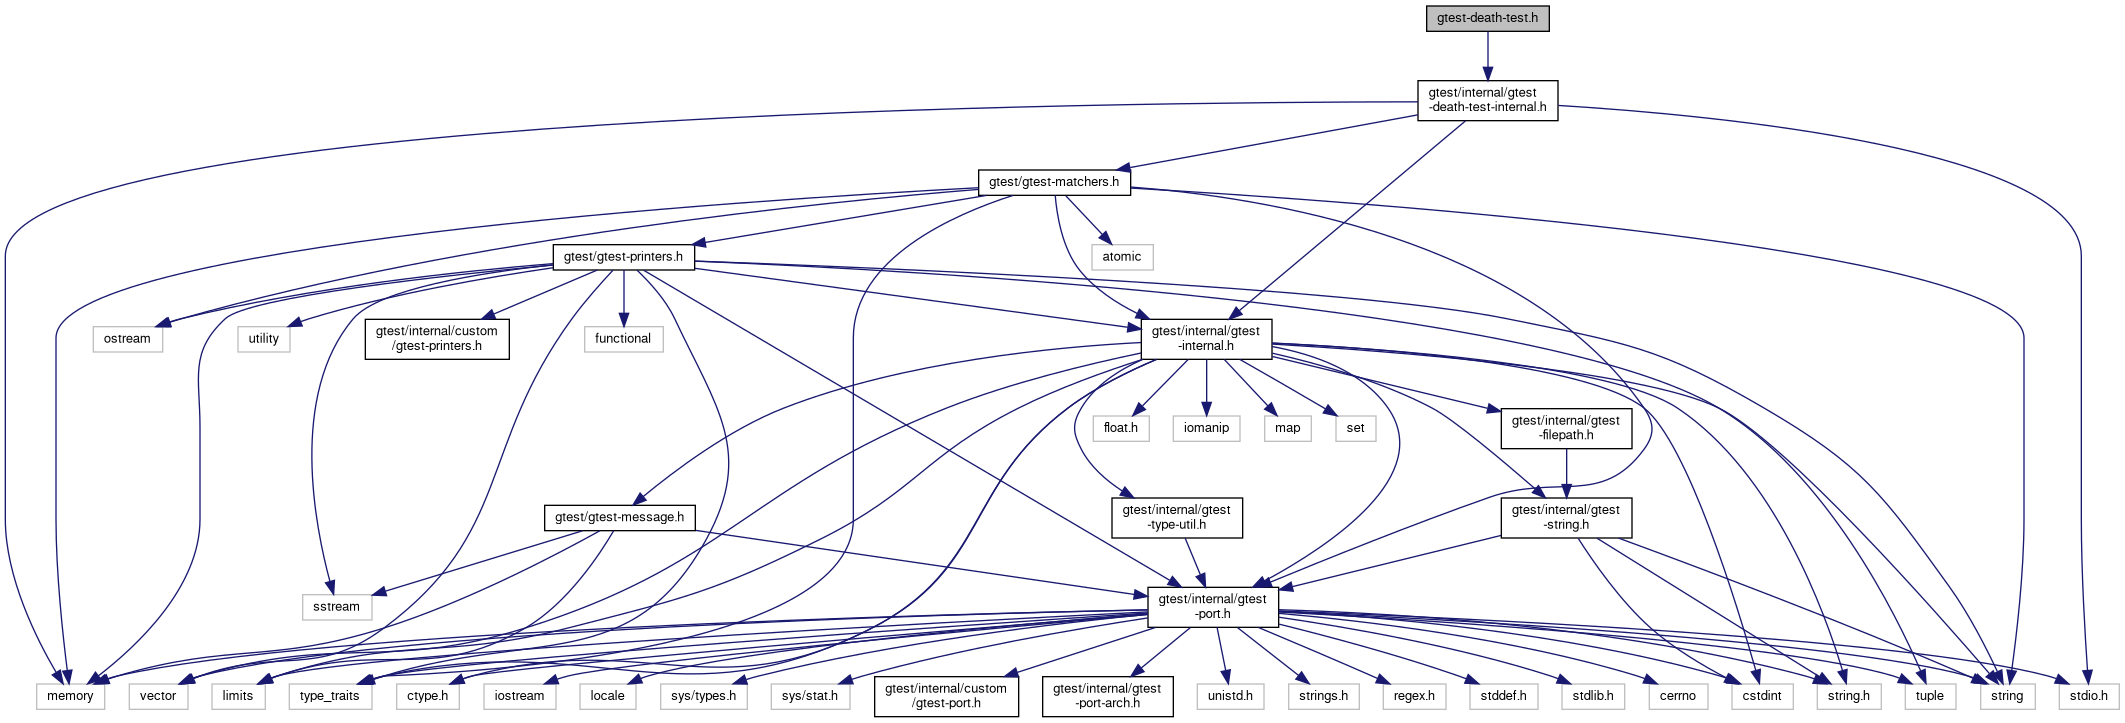 gtest-death-test.h
gtest/internal/gtest
-death-test-internal.h
gtest/gtest-matchers.h
gtest/gtest-printers.h
atomic
ostream
utility
gtest/internal/custom
/gtest-printers.h
functional
gtest/internal/gtest
-internal.h
float.h
iomanip
map
set
gtest/internal/gtest
-filepath.h
gtest/gtest-message.h
gtest/internal/gtest
-type-util.h
gtest/internal/gtest
-string.h
sstream
gtest/internal/gtest
-port.h
memory
vector
limits
type_traits
ctype.h
iostream
locale
sys/types.h
sys/stat.h
gtest/internal/custom
/gtest-port.h
gtest/internal/gtest
-port-arch.h
unistd.h
strings.h
regex.h
stddef.h
stdlib.h
cerrno
cstdint
string.h
tuple
string
stdio.h